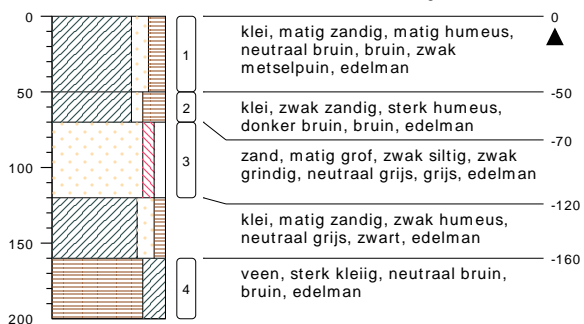 0
50
100
150
200
1
2
3
4
klei, matig zandig, matig humeus,
neutraal bruin, bruin, zwak
metselpuin, edelman
klei, zwak zandig, sterk humeus,
donker bruin, bruin, edelman
zand, matig grof, zwak siltig, zwak
grindig, neutraal grijs, grijs, edelman
klei, matig zandig, zwak humeus,
neutraal grijs, zwart, edelman
veen, sterk kleiig, neutraal bruin,
bruin, edelman
0
-50
-70
-120
-160